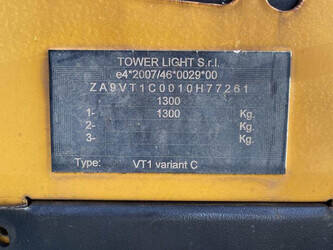 TOWER LIGHT S.r.l.
e4*2007/46*0029*00
ZA9VT1C0010H77261
1300
1- 1300 Kg.
2- Kg.
3- Kg.
Type: VT1 variant C